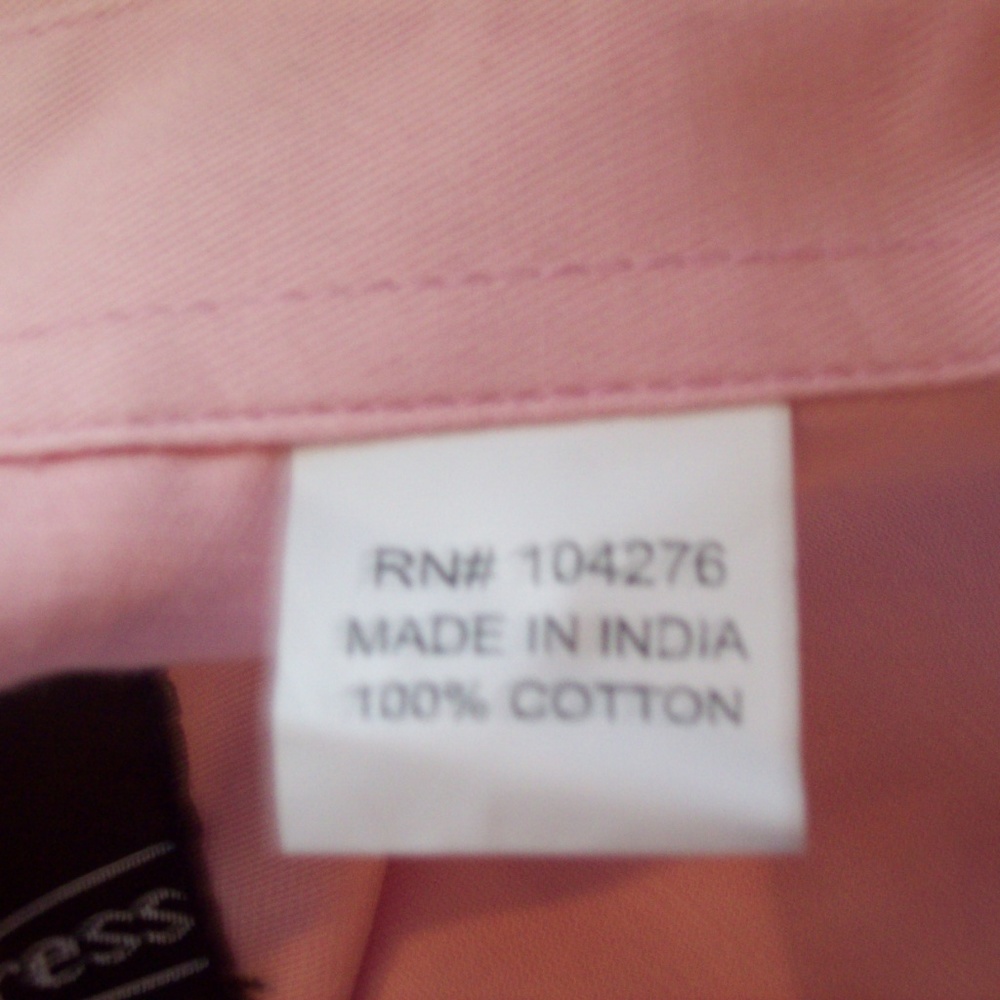 RN# 104276
MADE IN INDIA
100% COTTON